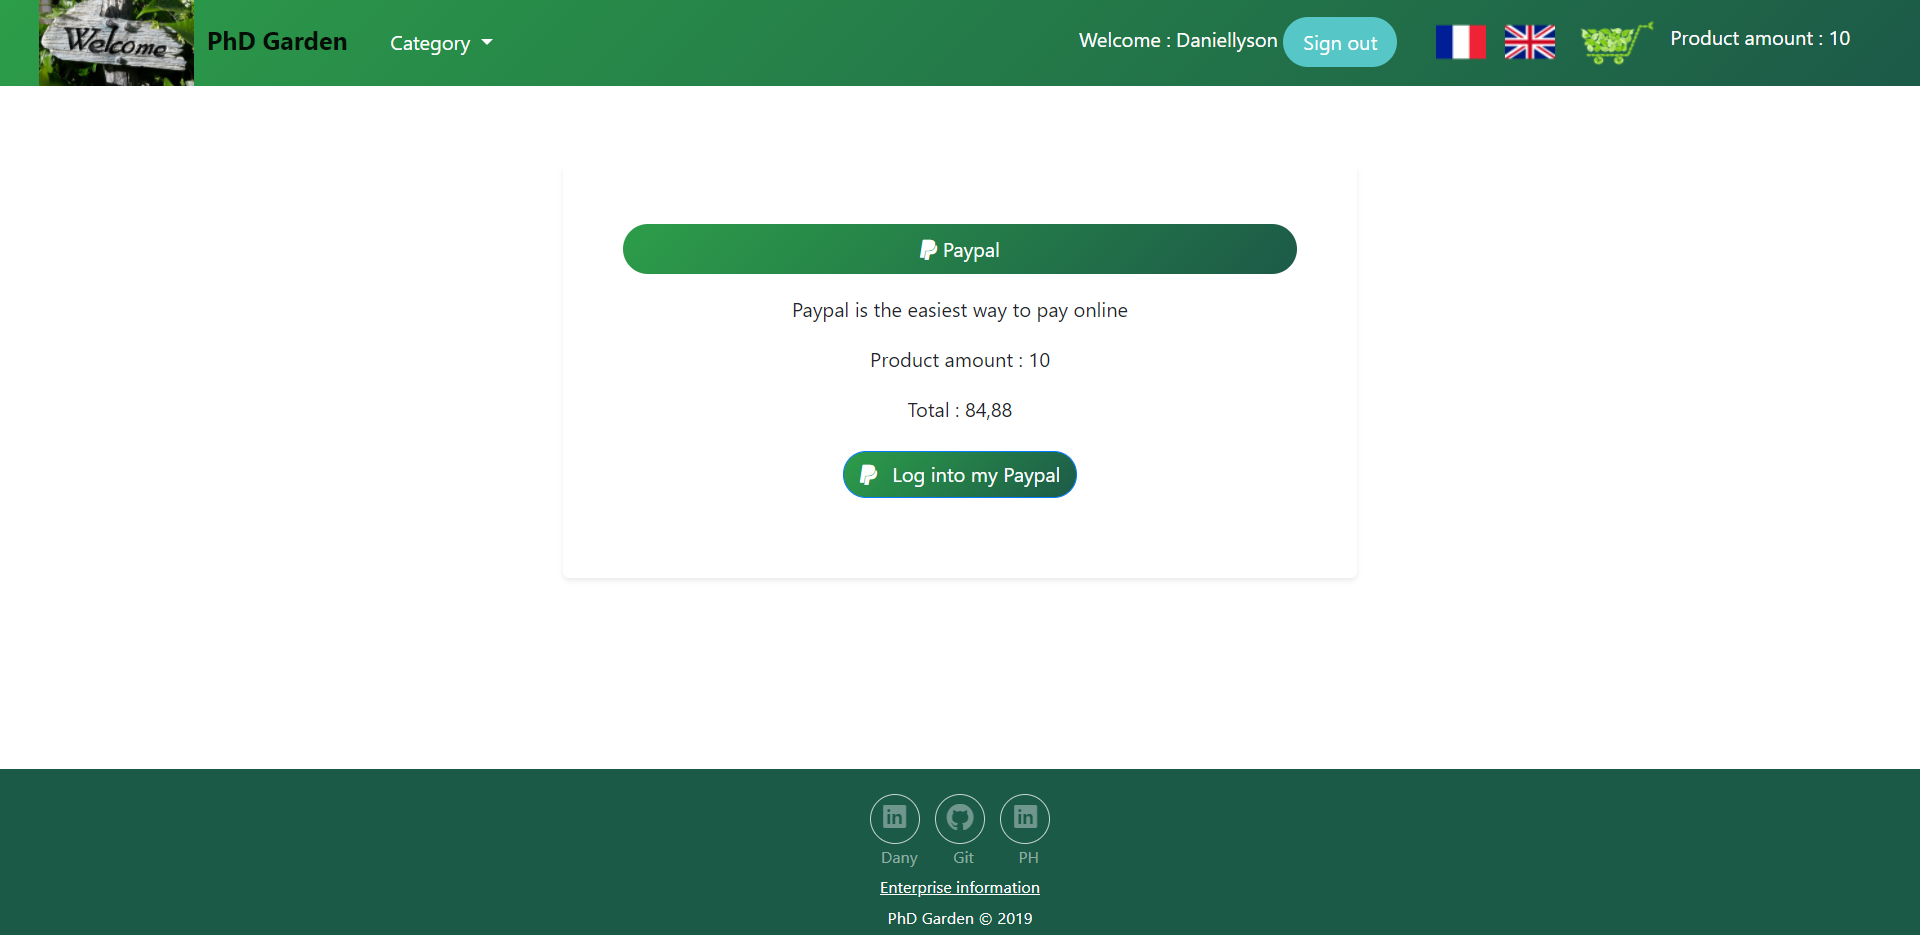 Welcome
PhD Garden
Category
Welcome : Daniellyson
Sign out
Product amount : 10
Paypal
Paypal is the easiest way to pay online
Product amount : 10
Total : 84,88
Log into my Paypal
in
in
Dany
Git
PH
Enterprise information
PhD Garden © 2019